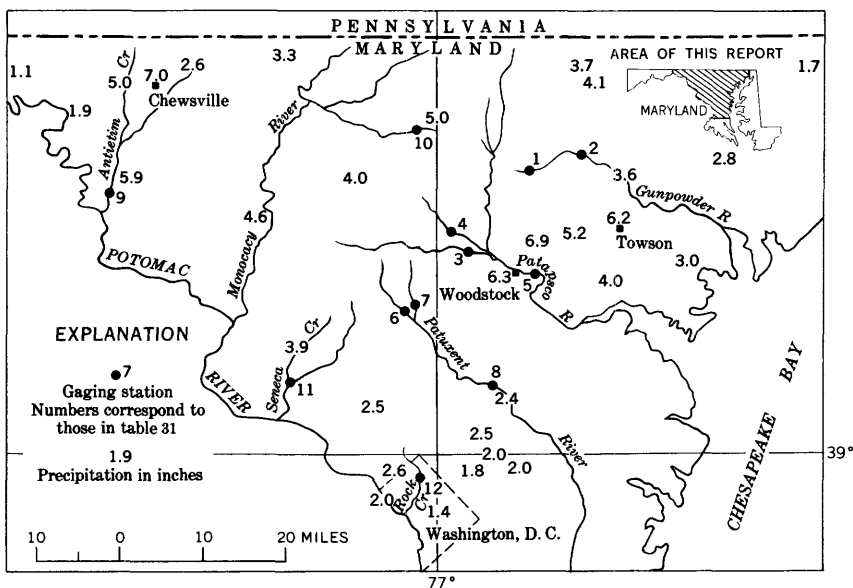 PENNSYLVANIA
MARYLAND
AREA OF THIS REPORT
MARYLAND
1.1
1.9
Cr
5.0
7.0
2.6
Chewsville
Antietim
5.9
9
3.3
River
5.0
10
4.0
4.6
Monocacy
POTOMAC
3.7
4.1
1.7
2.8
1
2
3.6
Gunpowder R
6.2
Towson
5.2
6.9
3.0
4.0
4
3
Patapsco
6.3
5
Woodstock
R
6
7
Patuxent
8
2.4
River
EXPLANATION
7
Gaging station
Numbers correspond to
those in table 31
1.9
Precipitation in inches
RIVER
Cr
3.9
Seneca
11
2.5
2.5
2.0
1.8
2.0
2.6
2.0
Rock
Cr
12
1.4
Washington, D. C.
CHESAPEAKE BAY
39°
10 0 10 20 MILES
77°